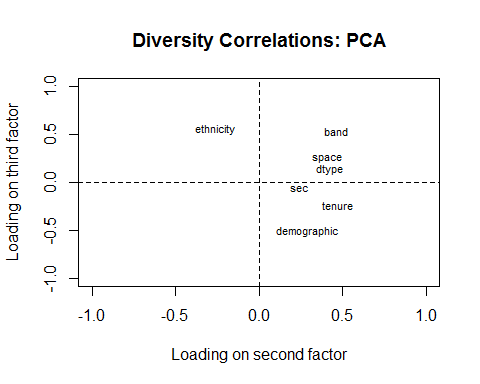 Diversity Correlations: PCA
Loading on third factor
1.0
0.5
0.0
-0.5
-1.0
ethnicity
band
space
dtype
sec
tenure
demographic
-1.0 -0.5 0.0 0.5 1.0
Loading on second factor